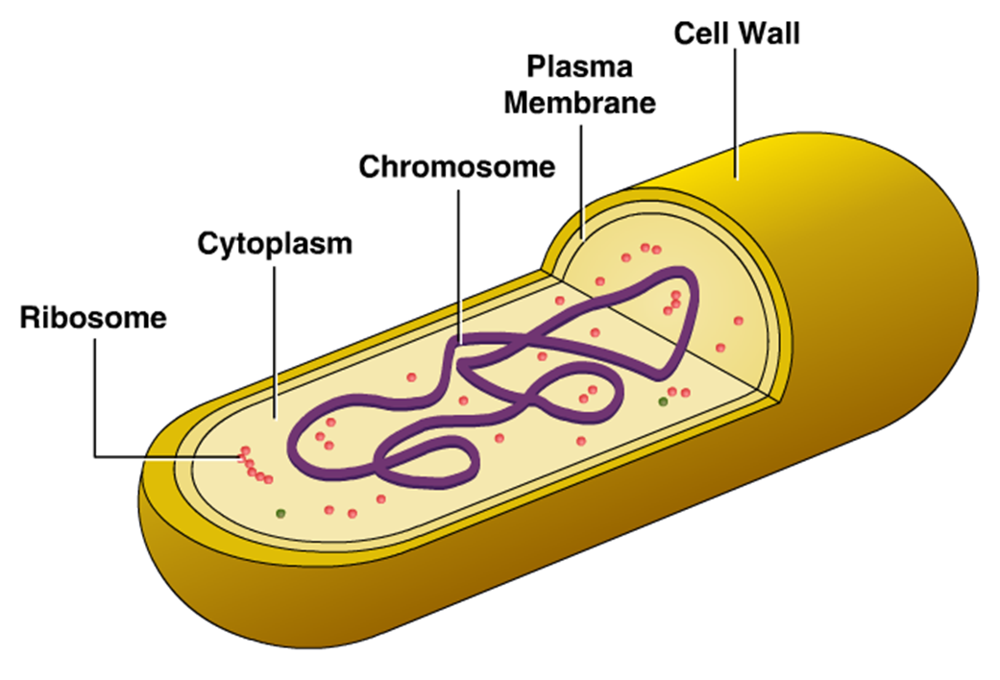 Cell Wall
Plasma
Membrane
Chromosome
Cytoplasm
Ribosome